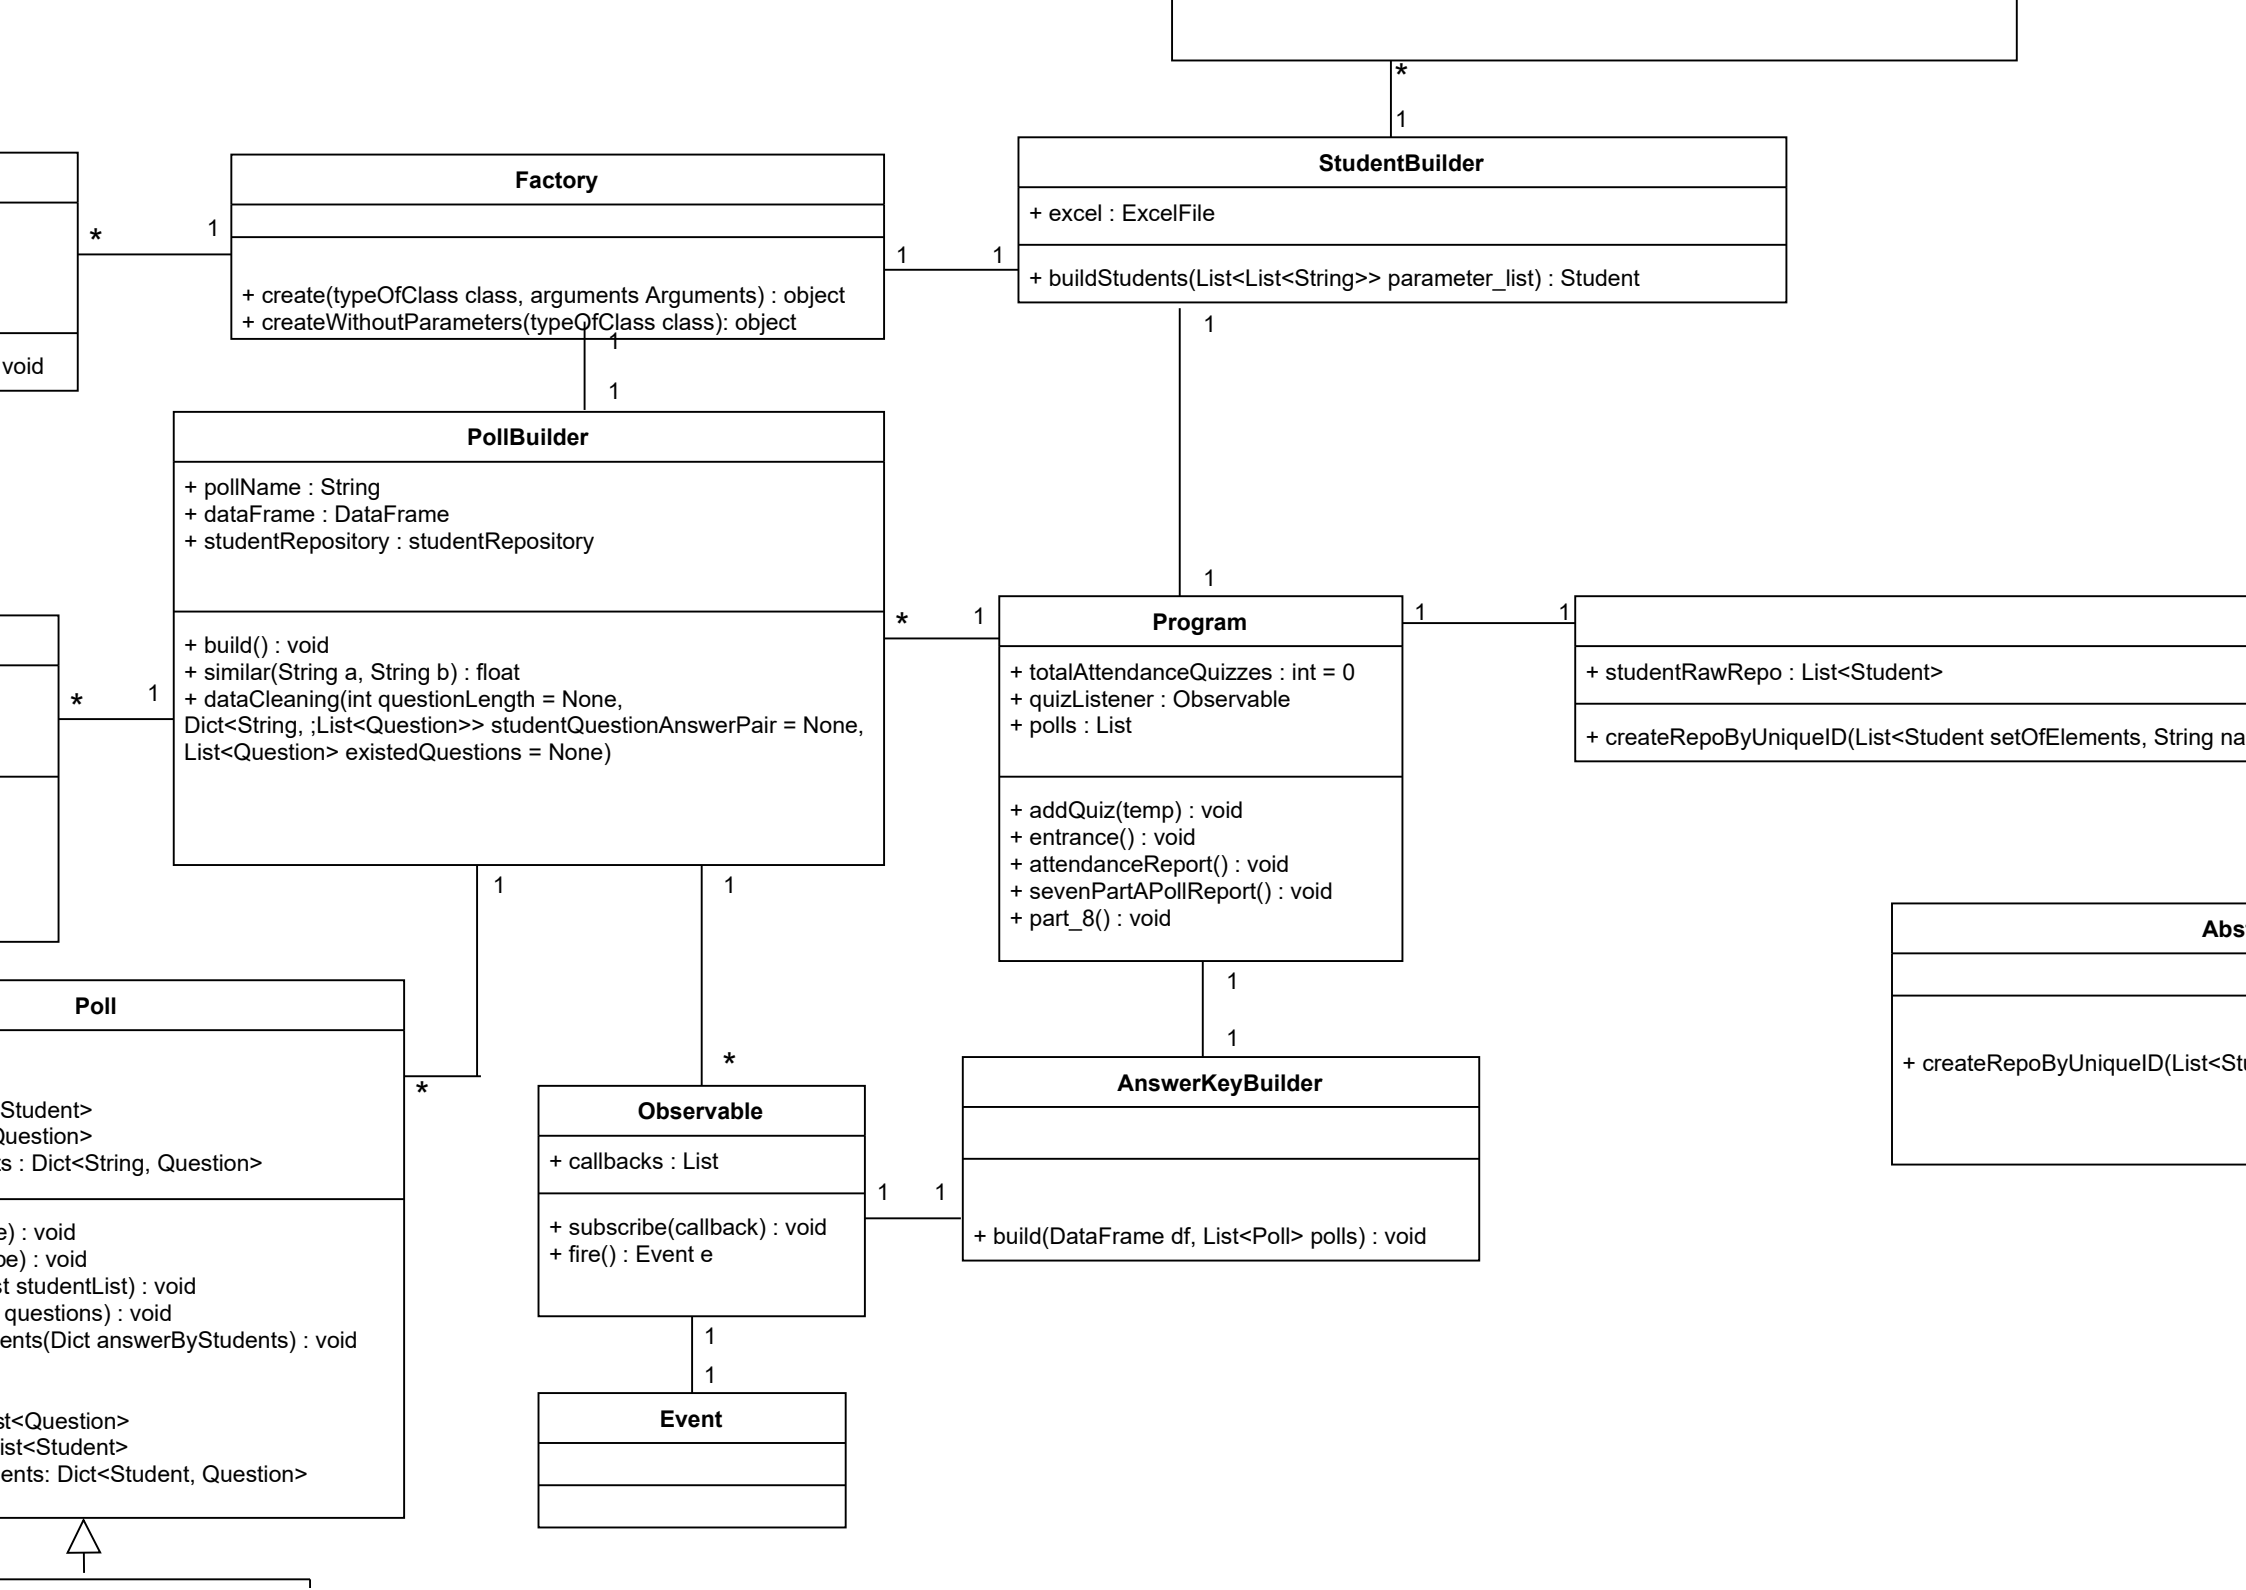 *
1
StudentBuilder
+ excel : ExcelFile
+ buildStudents(List<List<String>> parameter_list) : Student
1
1
*
1
Factory
+ create(typeOfClass class, arguments Arguments) : object
+ createWithoutParameters(typeOfClass class): object
1
1
void
1
1
PollBuilder
+ pollName : String
+ dataFrame : DataFrame
+ studentRepository : studentRepository
+ build() : void
+ similar(String a, String b) : float
+ dataCleaning(int questionLength = None,
Dict<String, ;List<Question>> studentQuestionAnswerPair = None,
List<Question> existedQuestions = None)
*
1
*
1
Program
+ totalAttendanceQuizzes : int = 0
+ quizListener : Observable
+ polls : List
+ addQuiz(temp) : void
+ entrance() : void
+ attendanceReport() : void
+ sevenPartAPollReport() : void
+ part_8() : void
1
1
+ studentRawRepo : List<Student>
+ createRepoByUniqueID(List<Student setOfElements, String na
Abs
+ createRepoByUniqueID(List<Stu
1
1
1
*
*
1
1
Poll
Student>
Question>
ts : Dict<String, Question>
e) : void
pe) : void
st studentList) : void
questions) : void
ents(Dict answerByStudents) : void
st<Question>
ist<Student>
ents: Dict<Student, Question>
Observable
+ callbacks : List
+ subscribe(callback) : void
+ fire() : Event e
1
1
AnswerKeyBuilder
+ build(DataFrame df, List<Poll> polls) : void
1
1
Event